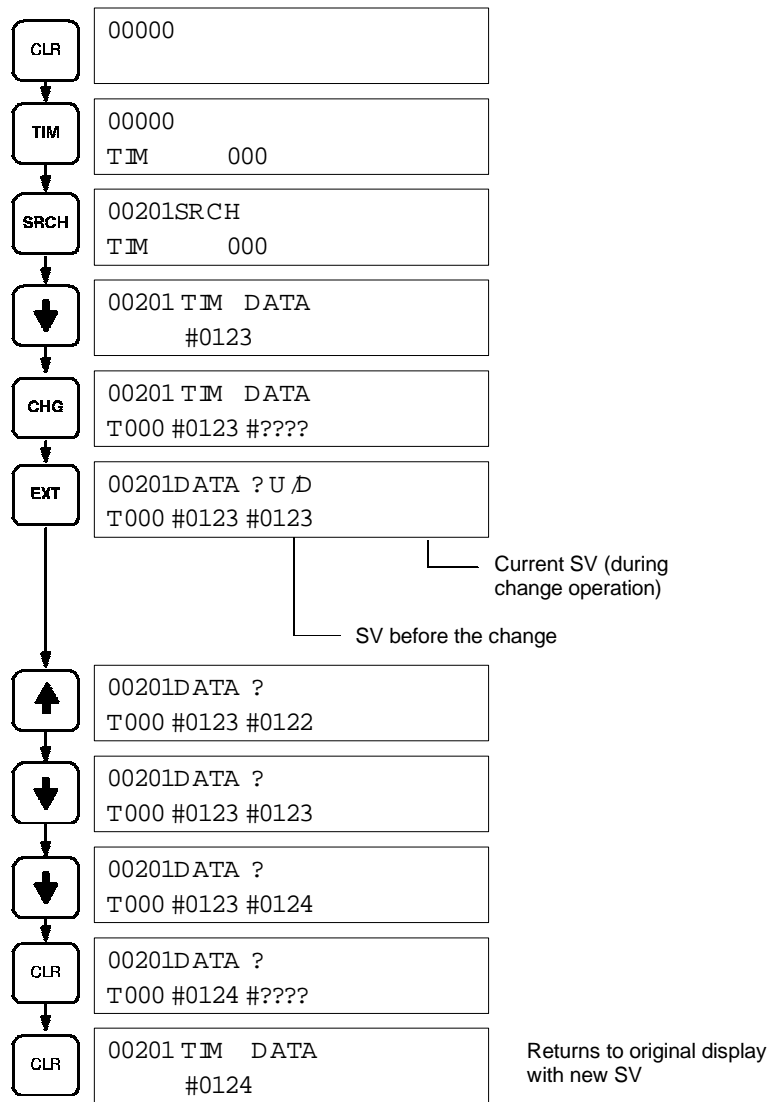 CLR
00000
TIM
00000
TIM 000
SRCH
00201SRCH
TIM 000
00201 TIM DATA
#0123
CHG
00201 TIM DATA
T000 #0123 #????
EXT
00201DATA ? U/D
T000 #0123 #0123
Current SV (during
change operation)
SV before the change
00201DATA ?
T000 #0123 #0122
00201DATA ?
T000 #0123 #0123
00201DATA ?
T000 #0123 #0124
CLR
00201DATA ?
T000 #0124 #????
CLR
00201 TIM DATA
#0124
Returns to original display
with new SV